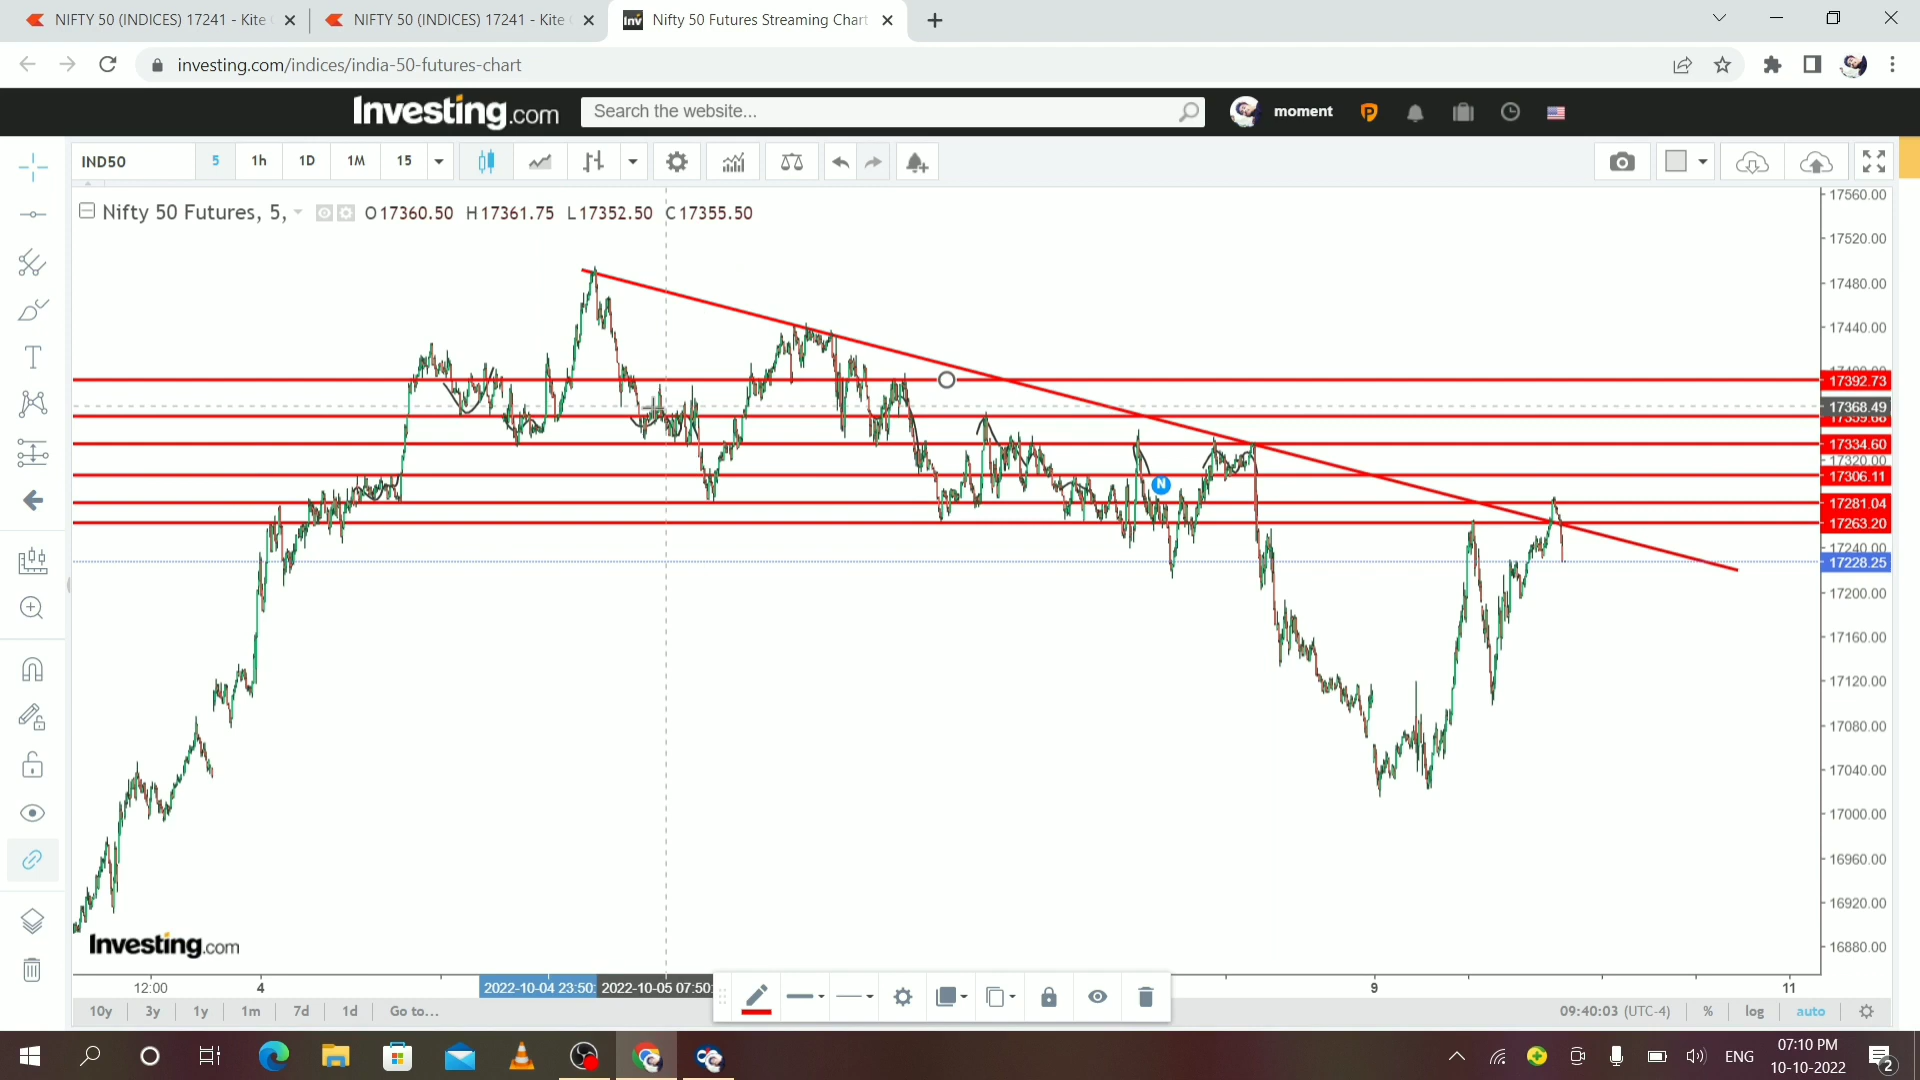 NIFTY 50 (INDICES) 17241 - Kite
NIFTY 50 (INDICES) 17241 - Kite
Nifty 50 Futures Streaming Chart
investing.com/indices/india-50-futures-chart
Investing.com
Search the website...
moment
IND50
5
1h
1D
1M
15
Nifty 50 Futures, 5,
O17360.50 H17361.75 L17352.50 C17355.50
17560.00
17520.00
17480.00
17440.00
17392.73
17368.49
17334.60
17320.00
17306.11
17281.04
17263.20
17240.00
17228.25
17200.00
17160.00
17120.00
17080.00
17040.00
17000.00
16960.00
16920.00
16880.00
N
Investing.com
12:00
4
2022-10-04 23:50:
2022-10-05 07:50:
9
11
10y
3y
1y
1m
7d
1d
Go to...
09:40:03 (UTC-4)
%
log
auto
ENG
07:10 PM
10-10-2022
2